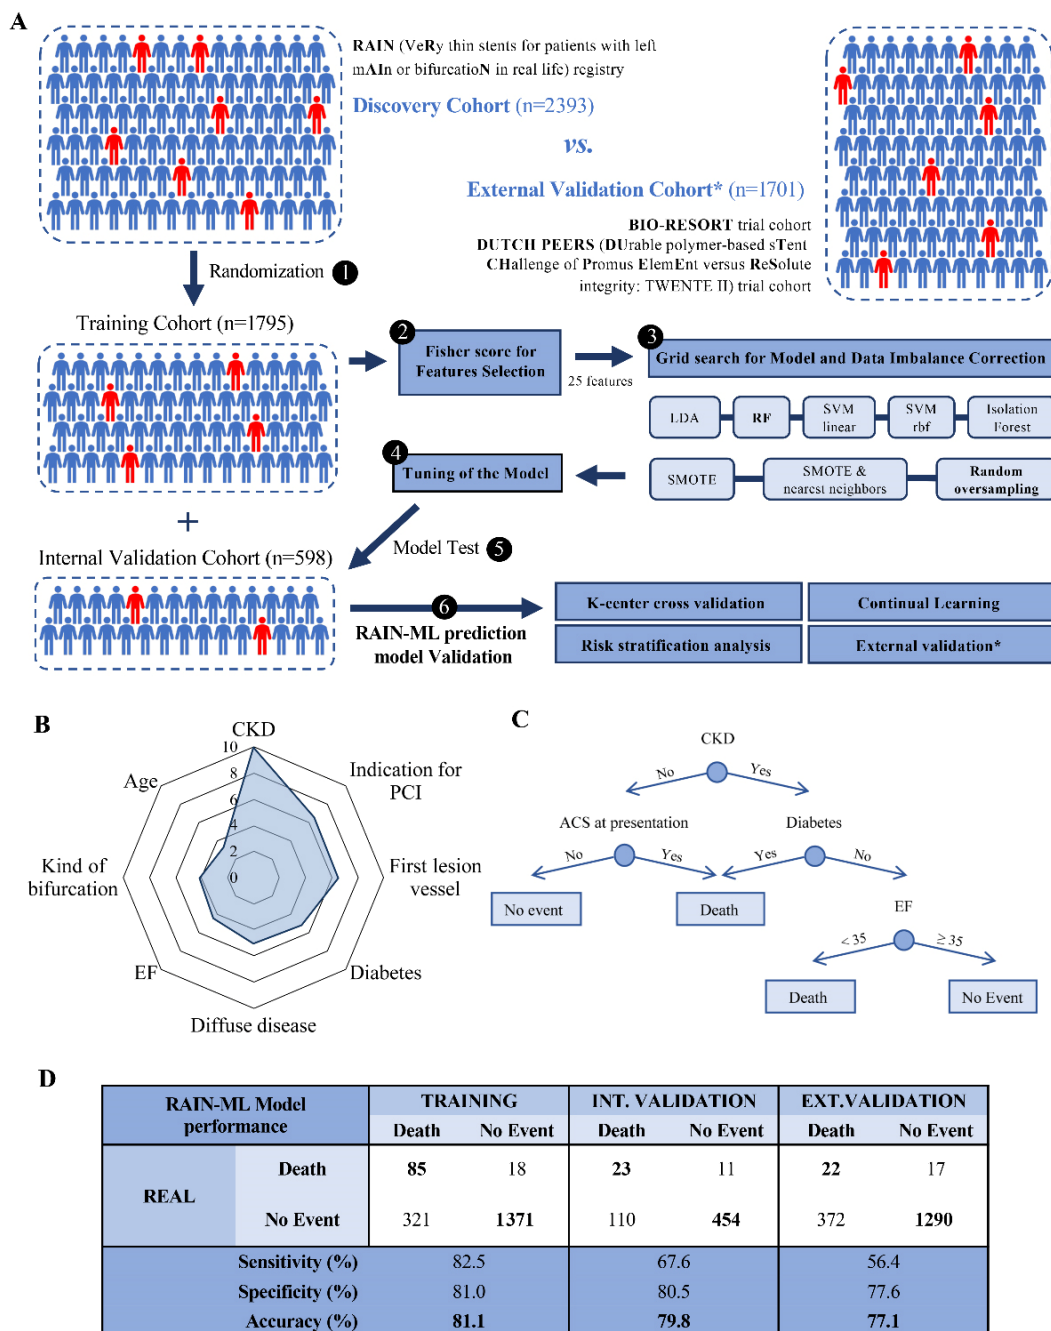 A
RAIN (VeRy thin stents for patients with left
mAIn or bifurcatioN in real life) registry
Discovery Cohort (n=2393)
vs.
External Validation Cohort* (n=1701)
BIO-RESORT trial cohort
DUTCH PEERS (DUrable polymer-based sTent
CHallenge of Promus ElemEnt versus ReSolute
integrity: TWENTE II) trial cohort
Randomization 1
Training Cohort (n=1795)
2
Fisher score for
Features Selection
25 features
3
Grid search for Model and Data Imbalance Correction
LDA
RF
SVM
linear
SVM
rbf
Isolation
Forest
SMOTE
SMOTE &
nearest neighbors
Random
oversampling
4
Tuning of the Model
+
Model Test 5
Internal Validation Cohort (n=598)
6
RAIN-ML prediction
model Validation
K-center cross validation
Continual Learning
Risk stratification analysis
External validation*
B
CKD
Indication for
PCI
First lesion
vessel
Diabetes
Diffuse disease
EF
Kind of
bifurcation
Age
10
8
6
4
2
0
C
CKD
No
Yes
ACS at presentation
Diabetes
No
Yes
Yes
No
No event
Death
EF
< 35
≥ 35
Death
No Event
D
RAIN-ML Model
performance
TRAINING
INT. VALIDATION
EXT.VALIDATION
Death
No Event
Death
No Event
Death
No Event
REAL
Death
85
18
23
11
22
17
No Event
321
1371
110
454
372
1290
Sensitivity (%)
82.5
67.6
56.4
Specificity (%)
81.0
80.5
77.6
Accuracy (%)
81.1
79.8
77.1